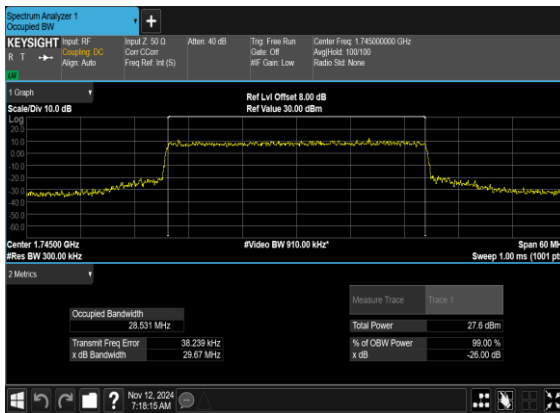 Spectrum Analyzer 1
Occupied BW
KEYSIGHT
R T
Input: RF
Coupling: DC
Align: Auto
Input Z: 50 Ω
Corr CCorr
Freq Ref: Int (S)
Atten: 40 dB
Trig: Free Run
Gate: Off
#IF Gain: Low
Center Freq: 1.745000000 GHz
Avg|Hold: 100/100
Radio Std: None
1 Graph
Scale/Div 10.0 dB
Ref Lvl Offset 8.00 dB
Ref Value 30.00 dBm
Log
20.0
10.0
0.00
-10.0
-20.0
-30.0
-40.0
-50.0
-60.0
Center 1.74500 GHz
#Res BW 300.00 kHz
#Video BW 910.00 kHz*
Span 60 MH
Sweep 1.00 ms (1001 pt
2 Metrics
Measure Trace
Trace 1
Occupied Bandwidth
28.531 MHz
Total Power
27.6 dBm
Transmit Freq Error
38.239 kHz
% of OBW Power
99.00 %
x dB Bandwidth
29.67 MHz
x dB
-26.00 dB
?
Nov 12, 2024
7:18:15 AM